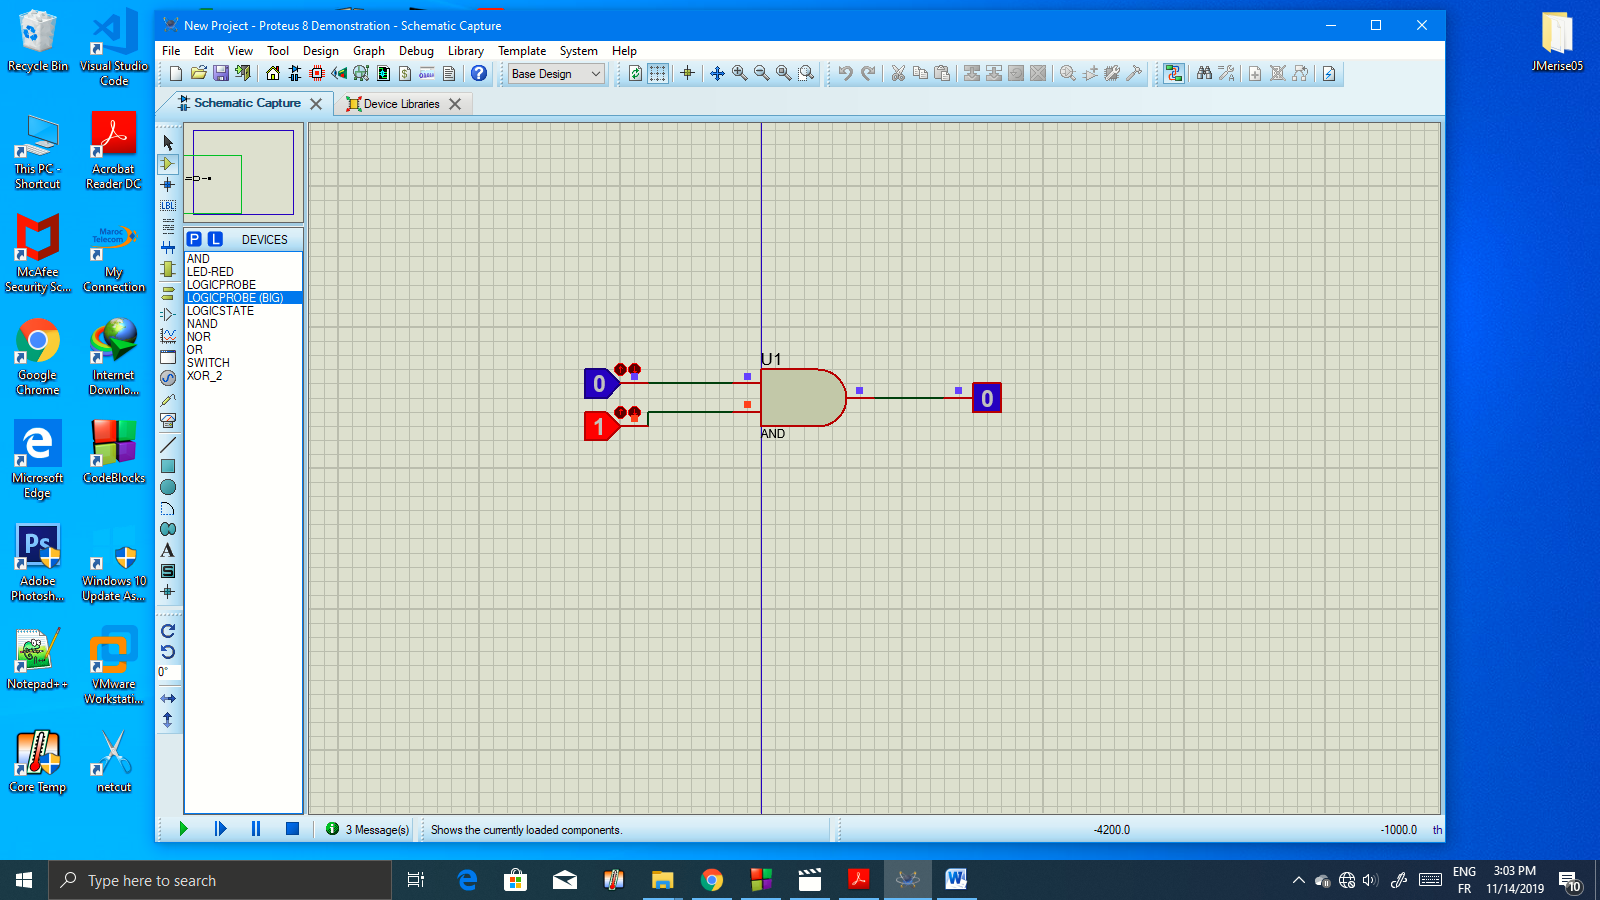 Recycle Bin
Visual Studio
Code
This PC -
Shortcut
Acrobat
Reader DC
McAfee
Security Sc...
Maroc
Telecom
My
Connection
Google
Chrome
Internet
Downlo...
Microsoft
Edge
CodeBlocks
Ps
Adobe
Photosh...
Windows 10
Update As...
Notepad++
VMware
Workstati...
Core Temp
netcut
JMerise05
New Project - Proteus 8 Demonstration - Schematic Capture
File Edit View Tool Design Graph Debug Library Template System Help
Base Design
Schematic Capture
Device Libraries
LBL
P L DEVICES
AND
LED-RED
LOGICPROBE
LOGICPROBE (BIG)
LOGICSTATE
NAND
NOR
OR
SWITCH
XOR_2
A
S
0°
U1
0
1
0
AND
3 Message(s)
Shows the currently loaded components.
-4200.0
-1000.0
th
Type here to search
ENG
FR
3:03 PM
11/14/2019
10